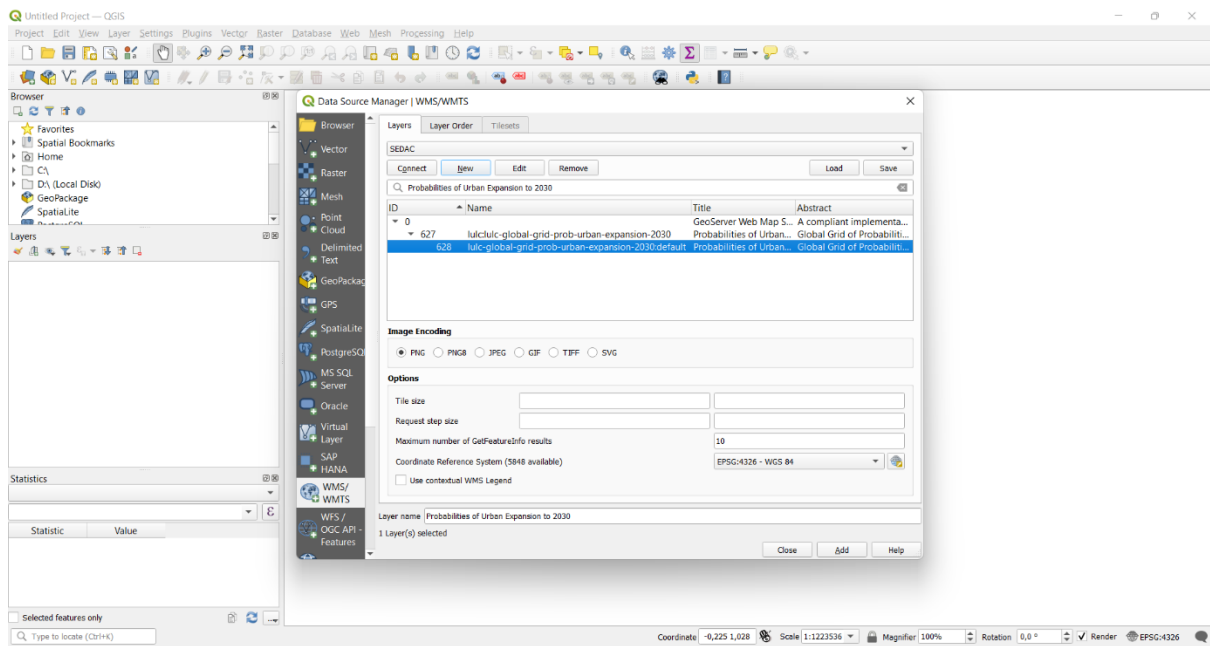 Untitled Project — QGIS
Project Edit View Layer Settings Plugins Vector Raster Database Web Mesh Processing Help
Browser
Favorites
Spatial Bookmarks
Home
C:\
D:\ (Local Disk)
GeoPackage
SpatiaLite
Layers
Statistics
Statistic Value
Selected features only
Data Source Manager | WMS/WMTS
Browser
Vector
Raster
Mesh
Point
Cloud
Delimited
Text
GeoPackag
GPS
SpatiaLite
PostgreSQ
MS SQL
Server
Oracle
Virtual
Layer
SAP
HANA
WMS/
WMTS
WFS /
OGC API -
Features
Layers Layer Order Tilesets
SEDAC
Connect New Edit Remove Load Save
Probabilities of Urban Expansion to 2030
ID Name Title Abstract
0 GeoServer Web Map S... A compliant implementa...
627 lulclulc-global-grid-prob-urban-expansion-2030 Probabilities of Urban... Global Grid of Probabiliti...
628 lulc-global-grid-prob-urban-expansion-2030:default Probabilities of Urban... Global Grid of Probabiliti...
Image Encoding
PNG PNG8 JPEG GIF TIFF SVG
Options
Tile size
Request step size
Maximum number of GetFeatureInfo results 10
Coordinate Reference System (5848 available) EPSG:4326 - WGS 84
Use contextual WMS Legend
Layer name Probabilities of Urban Expansion to 2030
1 Layer(s) selected
Close Add Help
Type to locate (Ctrl+K) Coordinate -0,225 1,028 Scale 1:1223536 Magnifier 100% Rotation 0,0 ° Render EPSG:4326